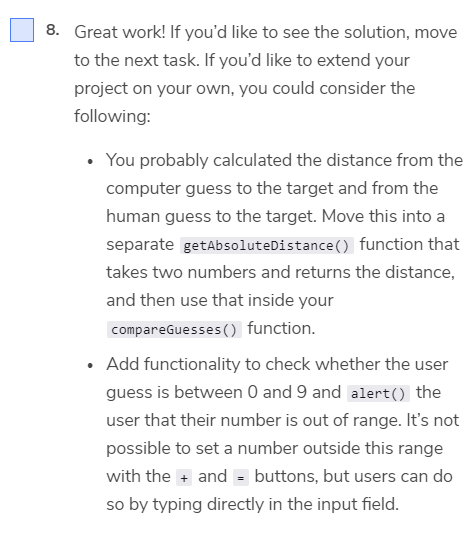 8. Great work! If you’d like to see the solution, move
to the next task. If you’d like to extend your
project on your own, you could consider the
following:
• You probably calculated the distance from the
computer guess to the target and from the
human guess to the target. Move this into a
separate getAbsoluteDistance() function that
takes two numbers and returns the distance,
and then use that inside your
compareGuesses() function.
• Add functionality to check whether the user
guess is between 0 and 9 and alert() the
user that their number is out of range. It’s not
possible to set a number outside this range
with the + and = buttons, but users can do
so by typing directly in the input field.